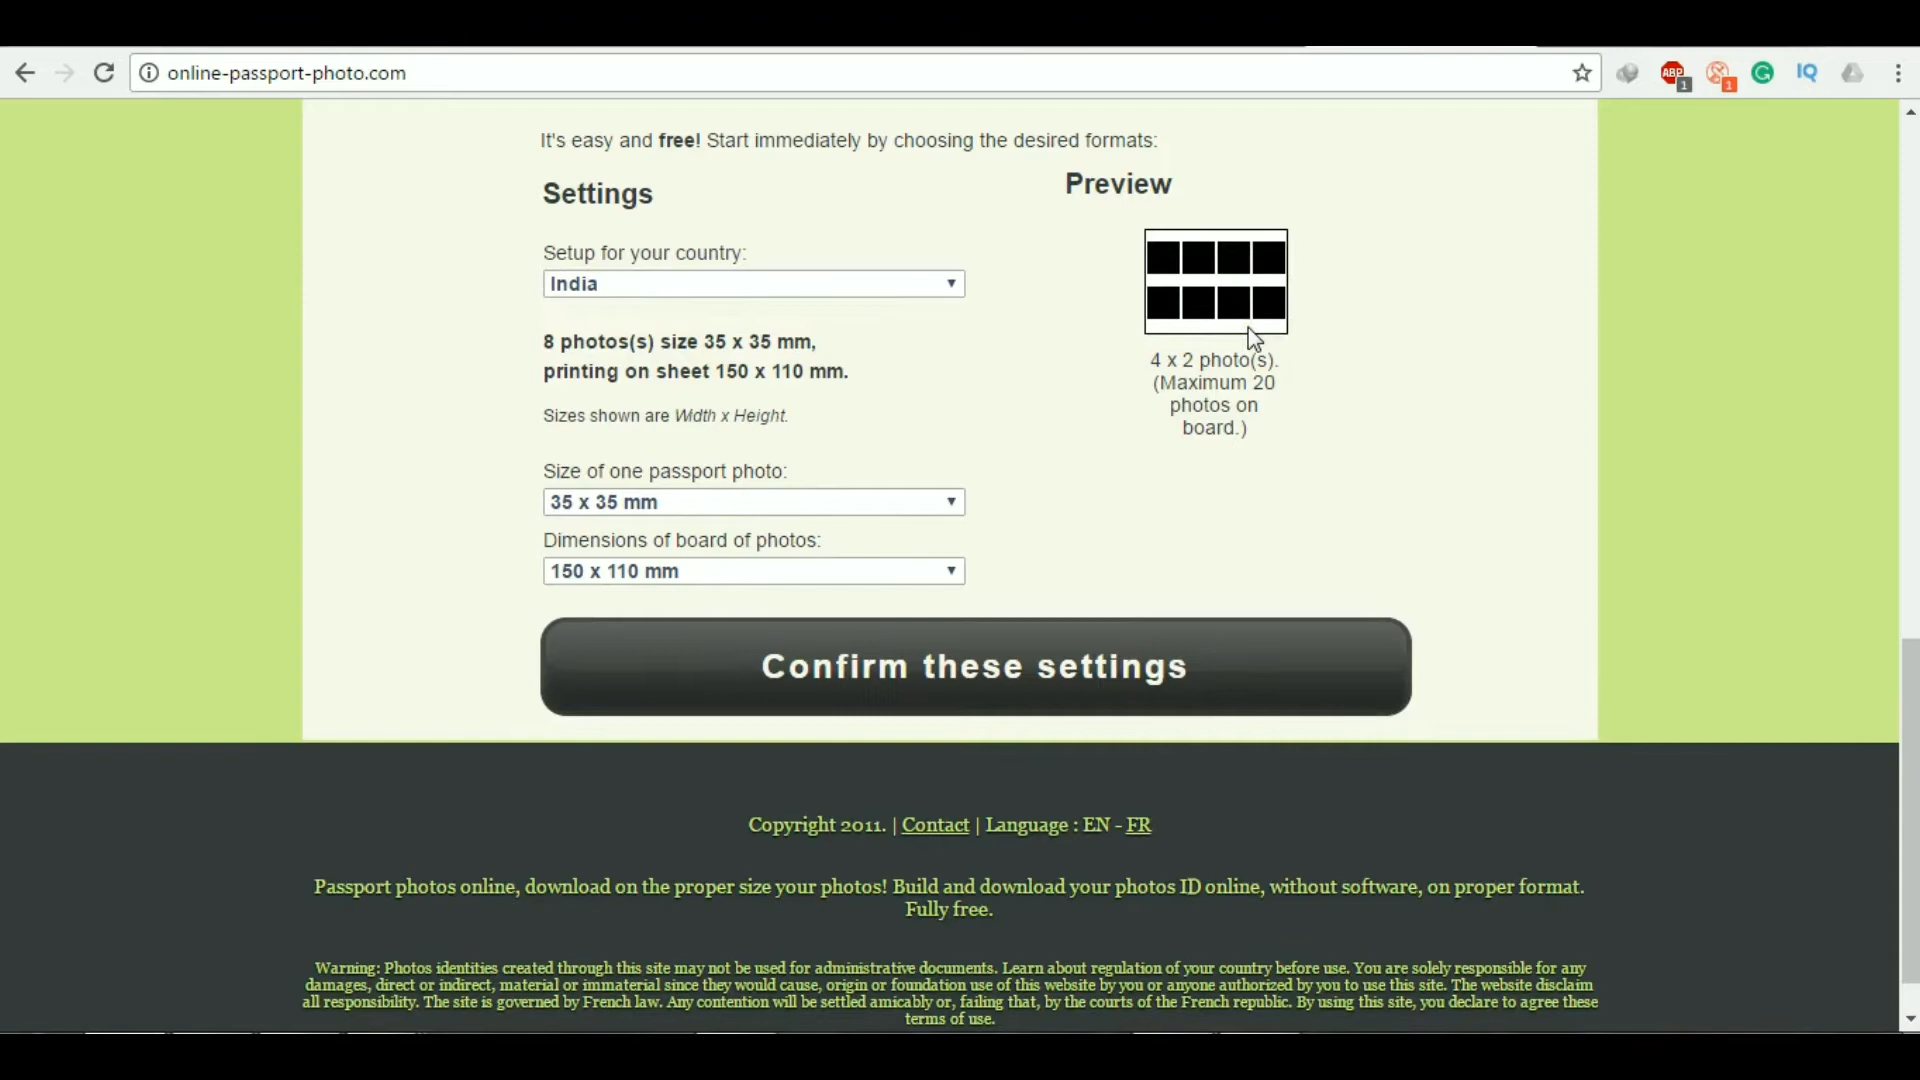 online-passport-photo.com
ABP
1
1
G
IQ
It's easy and free! Start immediately by choosing the desired formats:
Settings
Preview
Setup for your country:
India
8 photos(s) size 35 x 35 mm,
printing on sheet 150 x 110 mm.
4 x 2 photo(s).
(Maximum 20
photos on
board.)
Sizes shown are Width x Height.
Size of one passport photo:
35 x 35 mm
Dimensions of board of photos:
150 x 110 mm
Confirm these settings
Copyright 2011. | Contact | Language : EN - FR
Passport photos online, download on the proper size your photos! Build and download your photos ID online, without software, on proper format.
Fully free.
Warning: Photos identities created through this site may not be used for administrative documents. Learn about regulation of your country before use. You are solely responsible for any
damages, direct or indirect, material or immaterial since they would cause, origin or foundation use of this website by you or anyone authorized by you to use this site. The website disclaim
all responsibility. The site is governed by French law. Any contention will be settled amicably or, failing that, by the courts of the French republic. By using this site, you declare to agree these
terms of use.